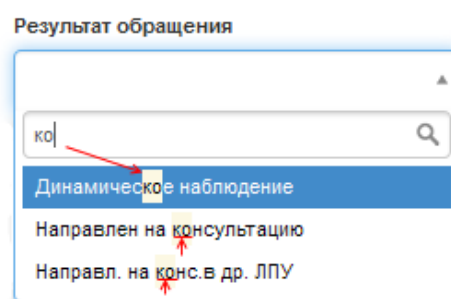 Результат обращения
ко
Динамическое наблюдение
Направлен на консультацию
Направл. на конс.в др. ЛПУ